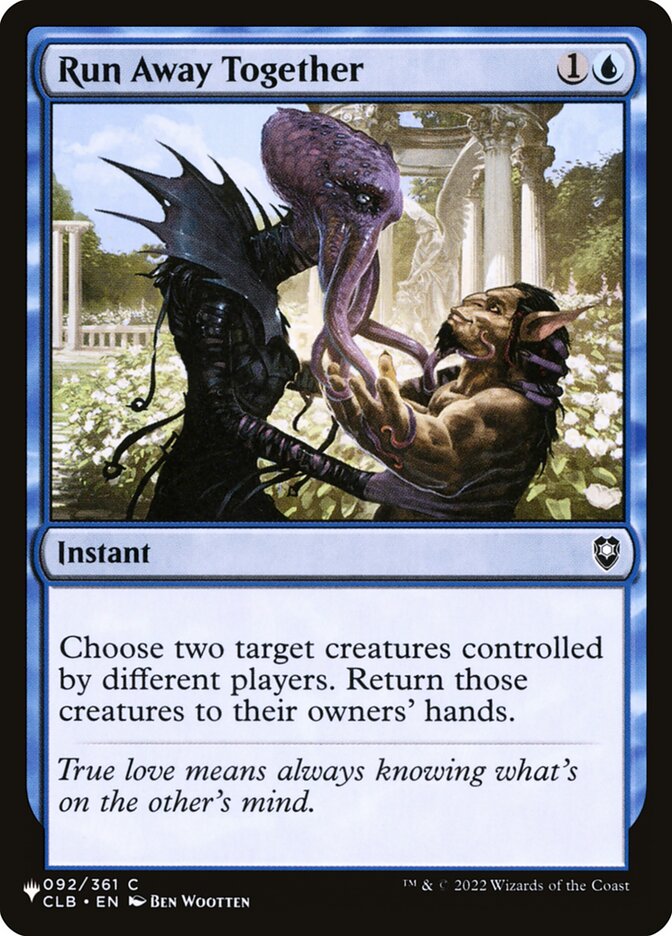 Run Away Together
1
Instant
Choose two target creatures controlled
by different players. Return those
creatures to their owners’ hands.
True love means always knowing what’s
on the other’s mind.
092/361 C
CLB • EN Ben Wootten
™ & © 2022 Wizards of the Coast